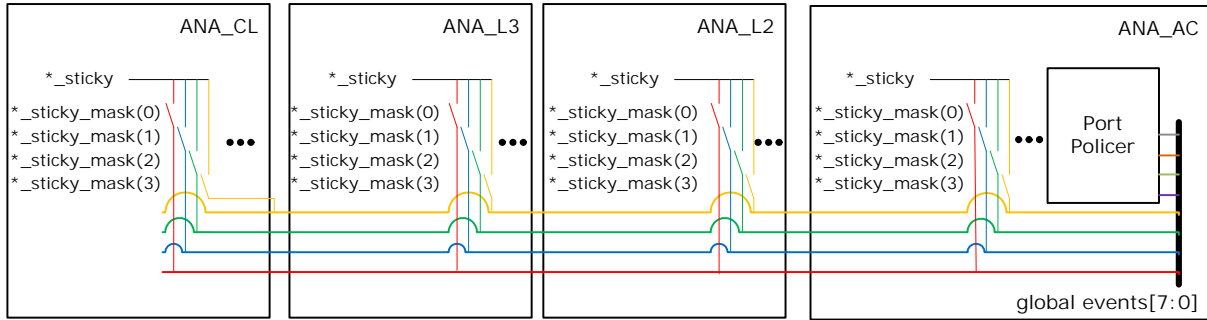 ANA_CL
*_sticky
*_sticky_mask(0)
*_sticky_mask(1)
*_sticky_mask(2)
*_sticky_mask(3)
ANA_L3
*_sticky
*_sticky_mask(0)
*_sticky_mask(1)
*_sticky_mask(2)
*_sticky_mask(3)
ANA_L2
*_sticky
*_sticky_mask(0)
*_sticky_mask(1)
*_sticky_mask(2)
*_sticky_mask(3)
ANA_AC
*_sticky
*_sticky_mask(0)
*_sticky_mask(1)
*_sticky_mask(2)
*_sticky_mask(3)
Port
Policer
global events[7:0]